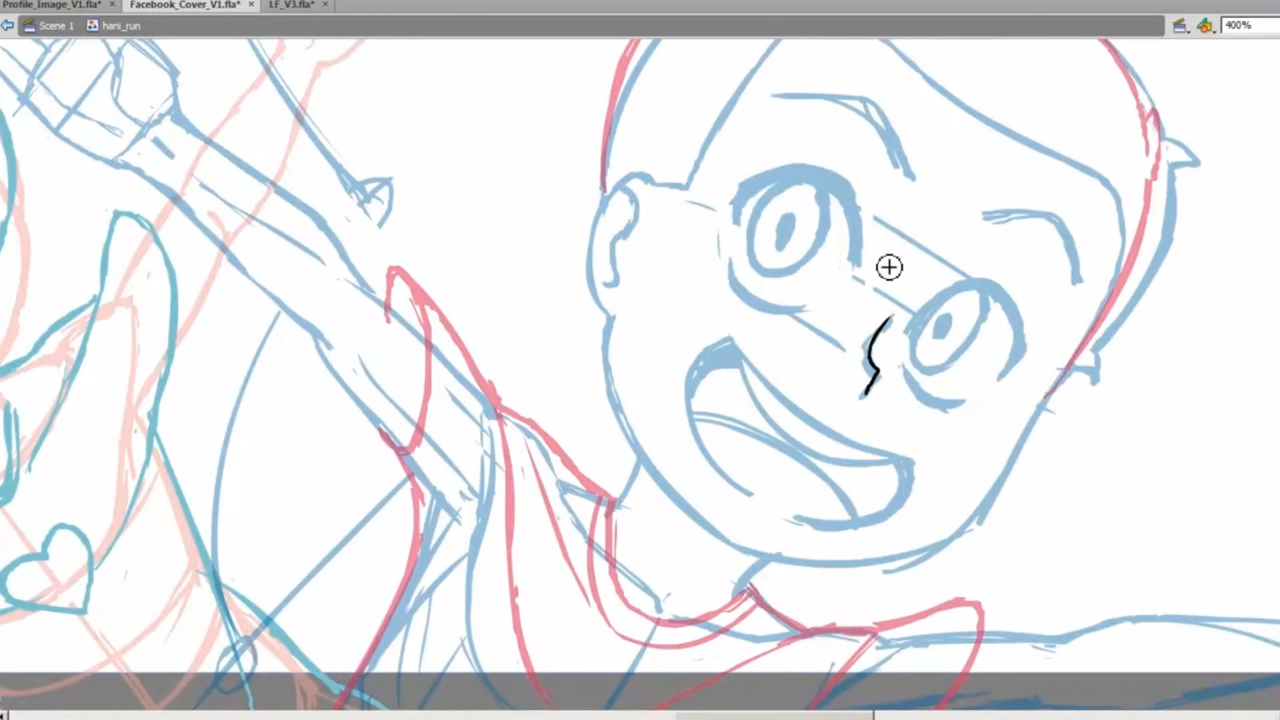 Profile_Image_V1.fla* × Facebook_Cover_V1.fla* × LF_V3.fla* ×
Scene 1 hani_run 400%